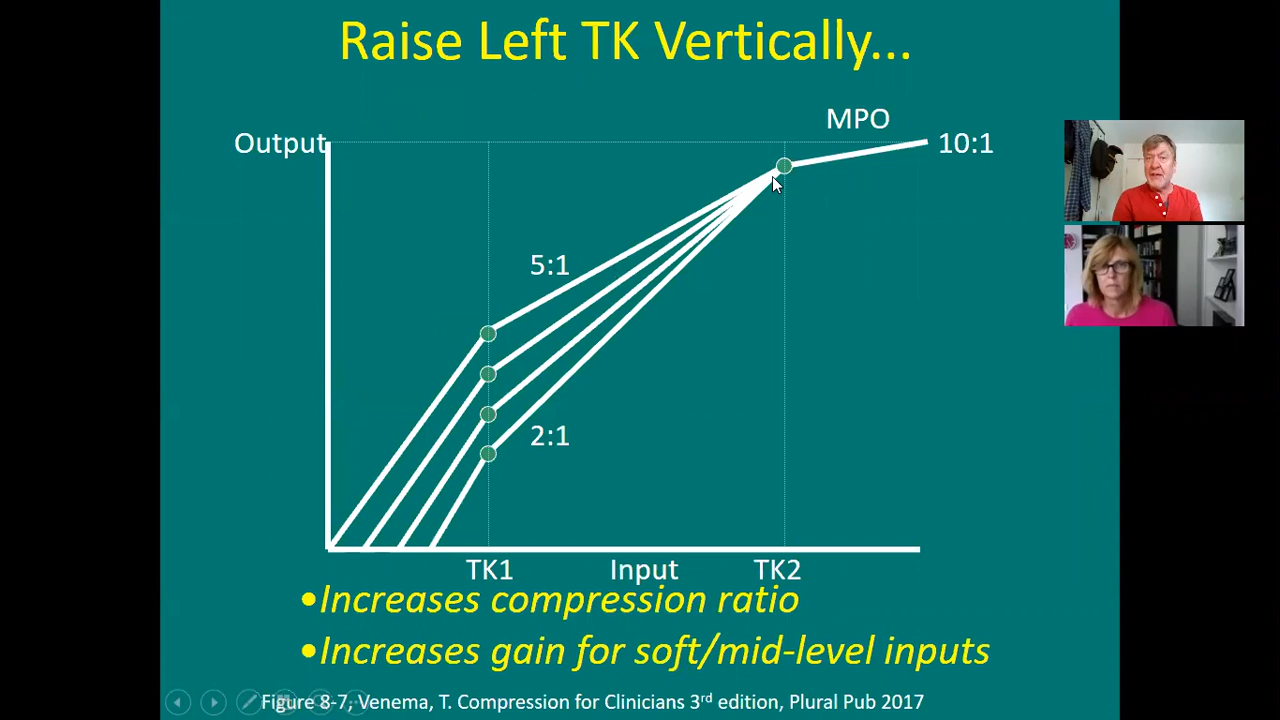 Raise Left TK Vertically...
MPO
Output
10:1
5:1
2:1
TK1 Input TK2
•Increases compression ratio
•Increases gain for soft/mid-level inputs
Figure 8-7, Venema, T. Compression for Clinicians 3rd edition, Plural Pub 2017